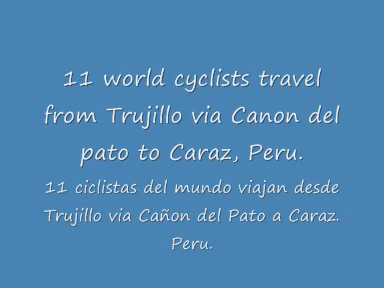 11 world cyclists travel
from Trujillo via Canon del
pato to Caraz, Peru.
11 ciclistas del mundo viajan desde
Trujillo via Cañon del Pato a Caraz.
Peru.